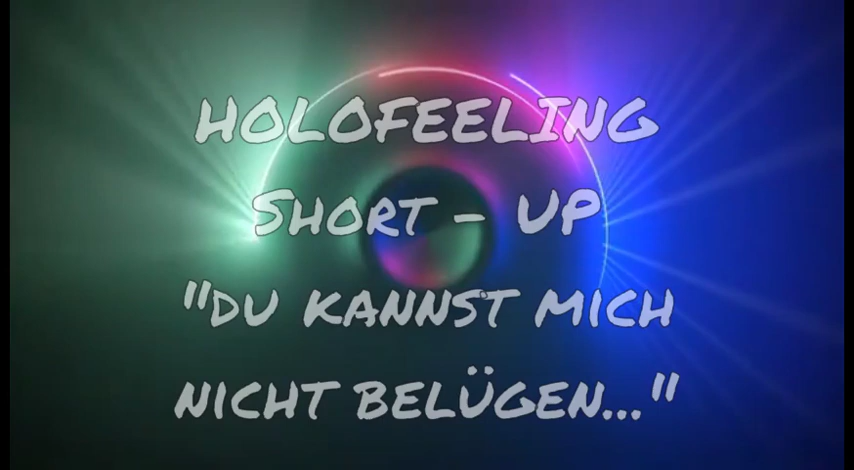 HOLOFEELING
SHORT - UP
"DU KANNST MICH
NICHT BELÜGEN..."